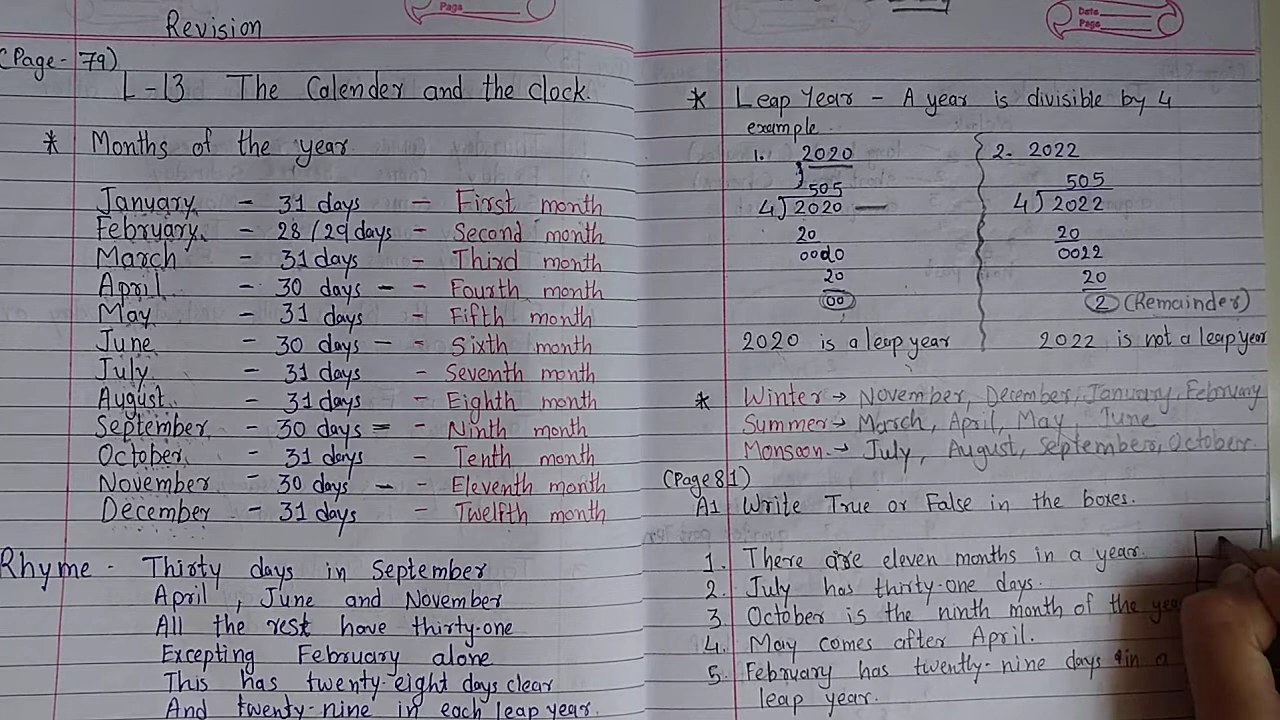 Page
Revision
(Page - 79)
L-13 The Calender and the clock.
* Months of the year
January - 31 days - First month
February - 28/29 days - Second month
March - 31 days - Third month
April - 30 days - - Fourth month
May - 31 days - Fifth month
June - 30 days - - Sixth month
July - 31 days - Seventh month
August - 31 days - Eighth month
September - 30 days = - Ninth month
October - 31 days - Tenth month
November - 30 days - - Eleventh month
December - 31 days - Twelfth month
Rhyme - Thirty days in September
April , June and November
All the rest have thirty-one
Excepting February alone
This has twenty-eight days clear
And twenty-nine in each leap year.
Date
Page
* Leap Year - A year is divisible by 4
example
1. 2020
505
4)2020
20
0020
20
00
2020 is a leap year
2. 2022
505
4)2022
20
0022
20
2 (Remainder)
2022 is not a leap year
* Winter → November, December, January, February
Summer → March, April, May, June
Monsoon → July, August, September, October
(Page 81)
A1 Write True or False in the boxes.
1. There are eleven months in a year.
2. July has thirty-one days.
3 October is the ninth month of the yea
4. May comes after April.
5. February has twently-nine days in a
leap year.